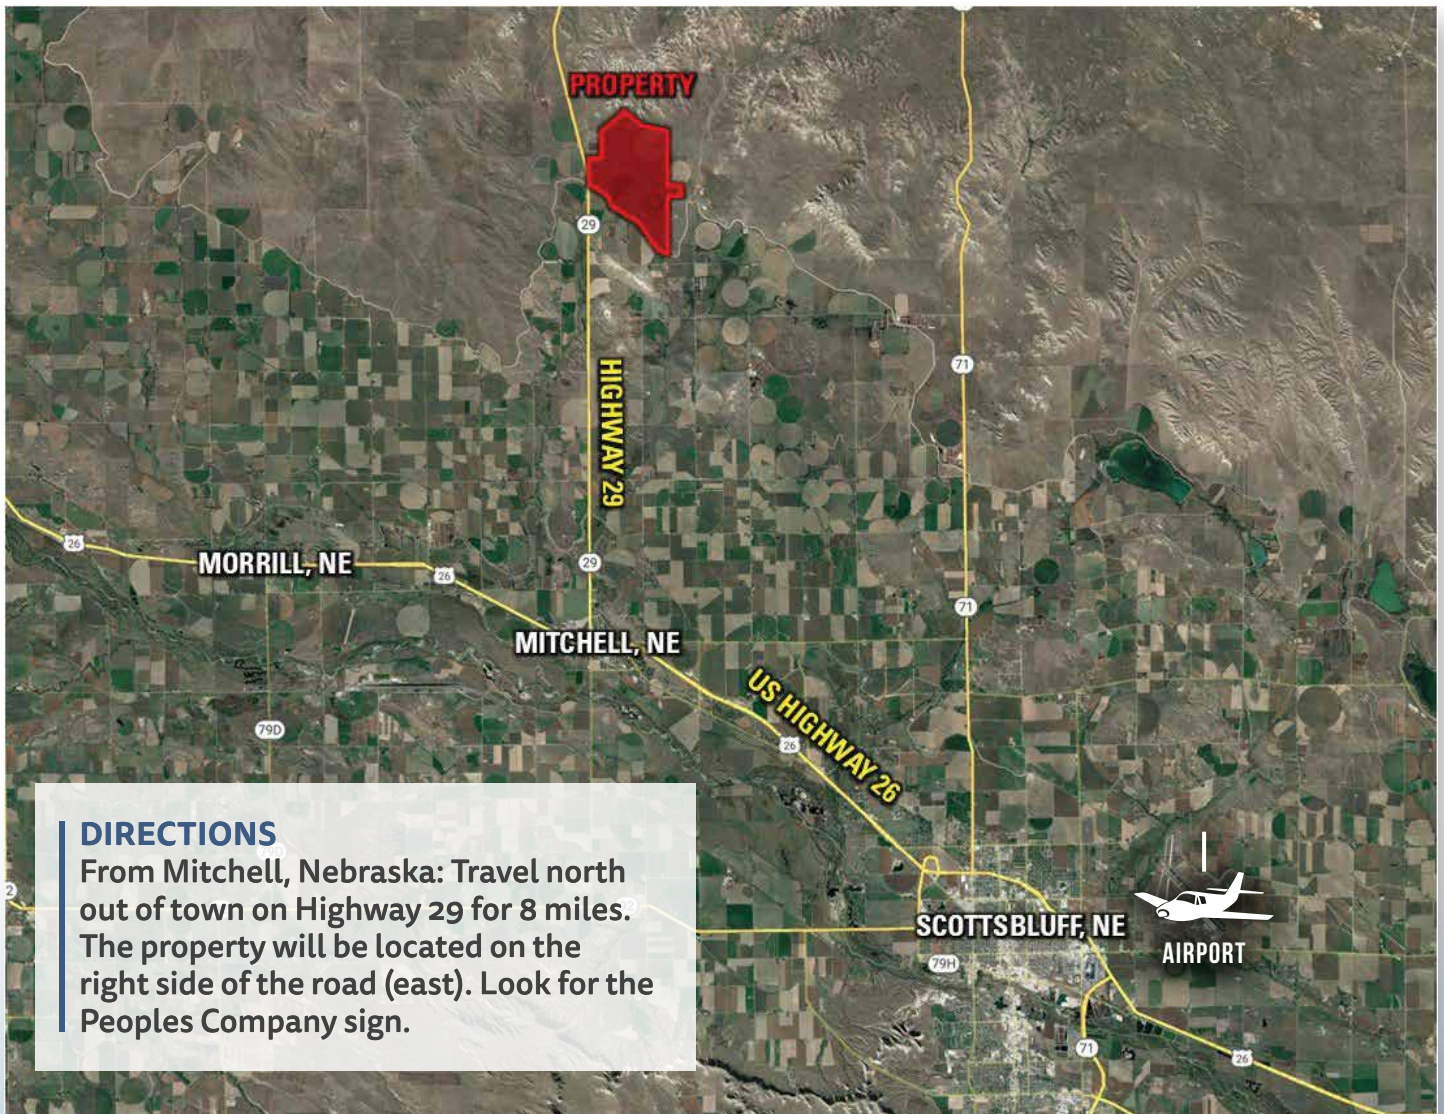 PROPERTY
29
71
HIGHWAY 29
26
MORRILL, NE
26
29
71
MITCHELL, NE
US HIGHWAY 26
79D
26
DIRECTIONS
From Mitchell, Nebraska: Travel north
out of town on Highway 29 for 8 miles.
The property will be located on the
right side of the road (east). Look for the
Peoples Company sign.
2
SCOTTSBLUFF, NE
AIRPORT
79H
71
26